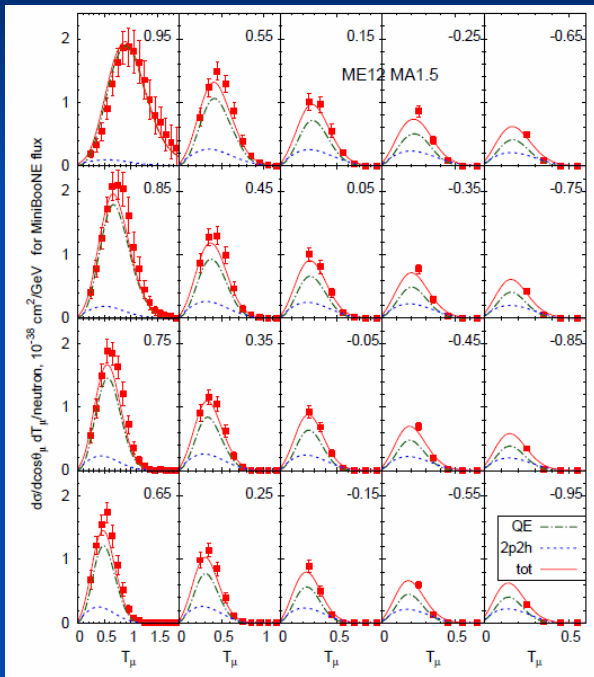 dσ/dcosθμ dTμ/neutron, 10⁻³⁸ cm²/GeV for MiniBooNE flux
2 0.95 0.55 0.15 -0.25 -0.65
ME12 MA1.5
1
0
2 0.85 0.45 0.05 -0.35 -0.75
1
0
2 0.75 0.35 -0.05 -0.45 -0.85
1
0
2 0.65 0.25 -0.15 -0.55 -0.95
QE
2p2h
1 tot
0
0 0.5 1 1.5 0 0.5 1 0 0.5 0 0.5 0 0.5
Tμ Tμ Tμ Tμ Tμ